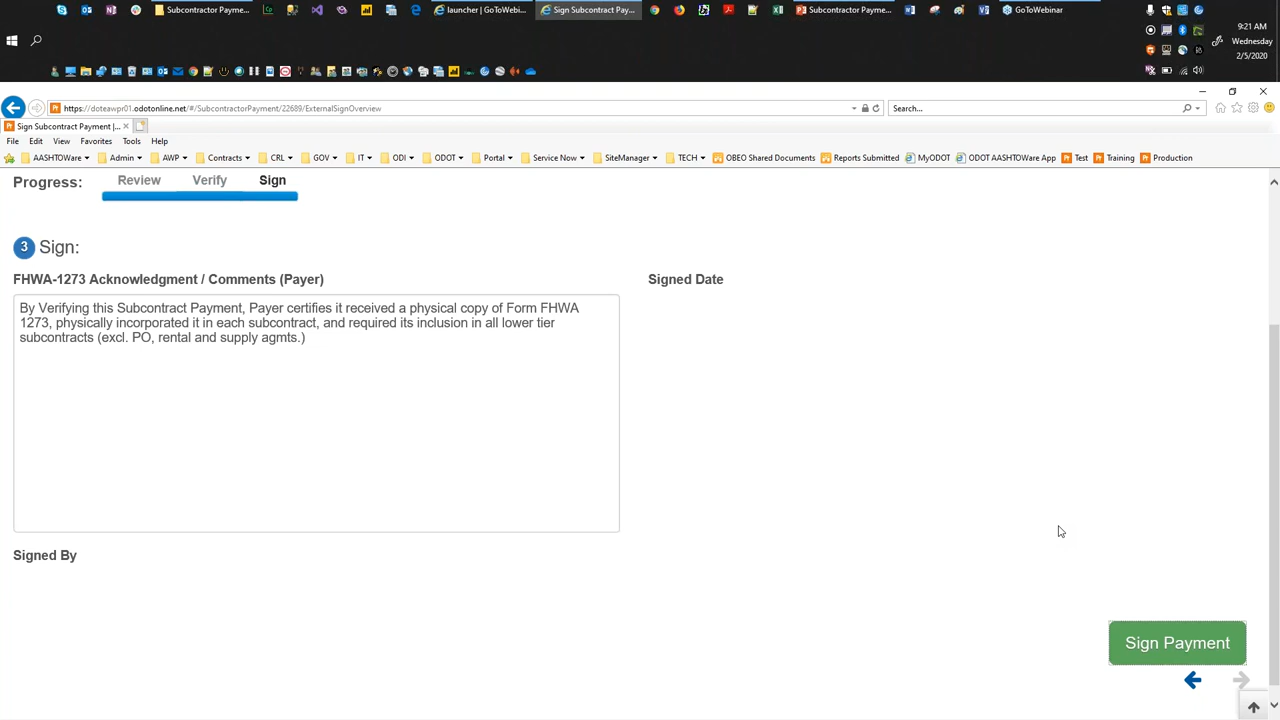 Subcontractor Payme...
launcher | GoToWebi...
Sign Subcontract Pay...
Subcontractor Payme...
GoToWebinar
9:21 AM
Wednesday
2/5/2020
https://doteawpr01.odotonline.net/#/SubcontractorPayment/22689/ExternalSignOverview
Search...
Sign Subcontract Payment |...
File Edit View Favorites Tools Help
AASHTOWare Admin AWP Contracts CRL GOV IT ODI ODOT Portal Service Now SiteManager TECH OBEO Shared Documents Reports Submitted MyODOT ODOT AASHTOWare App Test Training Production
Progress: Review Verify Sign
3 Sign:
FHWA-1273 Acknowledgment / Comments (Payer)
Signed Date
By Verifying this Subcontract Payment, Payer certifies it received a physical copy of Form FHWA
1273, physically incorporated it in each subcontract, and required its inclusion in all lower tier
subcontracts (excl. PO, rental and supply agmts.)
Signed By
Sign Payment